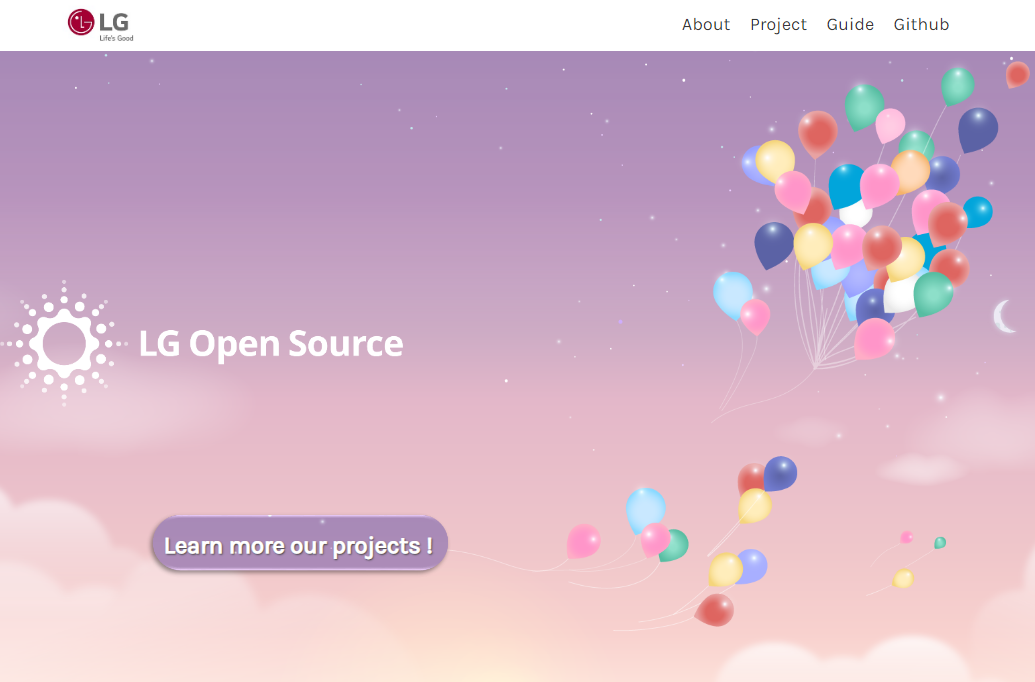 LG
Life's Good
About Project Guide Github
LG Open Source
Learn more our projects !